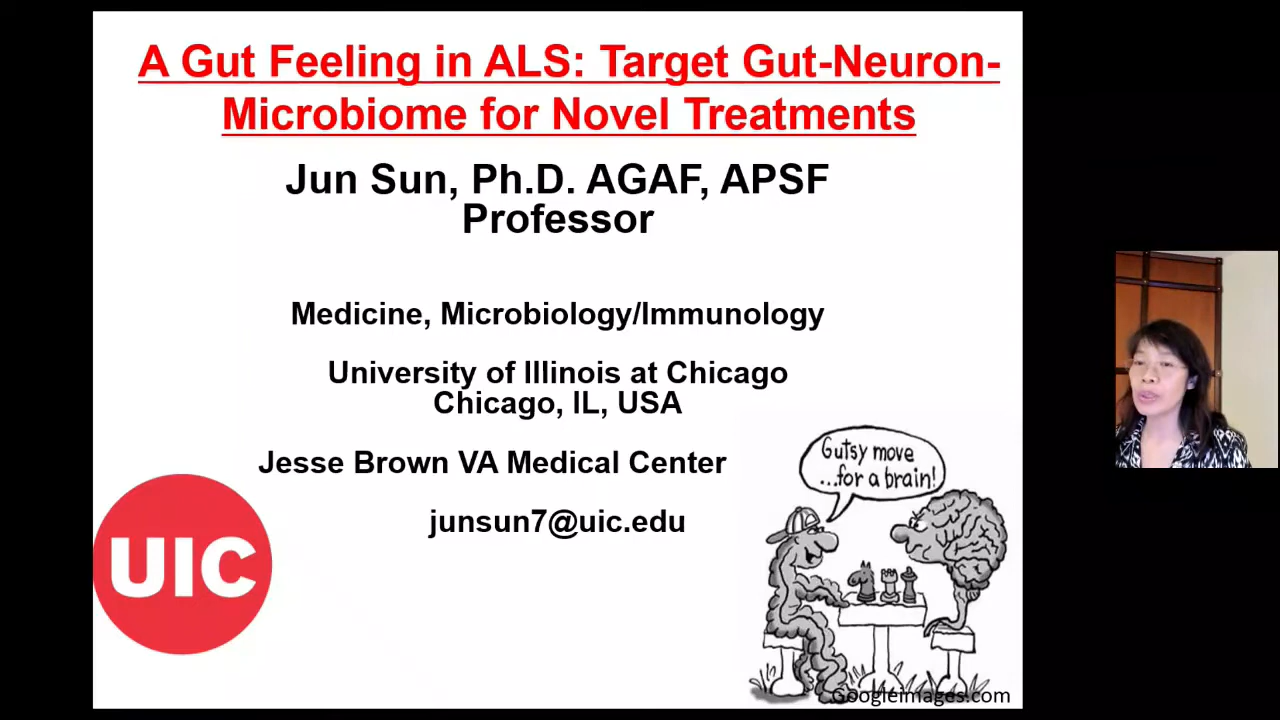 A Gut Feeling in ALS: Target Gut-Neuron-
Microbiome for Novel Treatments
Jun Sun, Ph.D. AGAF, APSF
Professor
Medicine, Microbiology/Immunology
University of Illinois at Chicago
Chicago, IL, USA
Jesse Brown VA Medical Center
junsun7@uic.edu
UIC
Gutsy move
...for a brain!
Googleimages.com